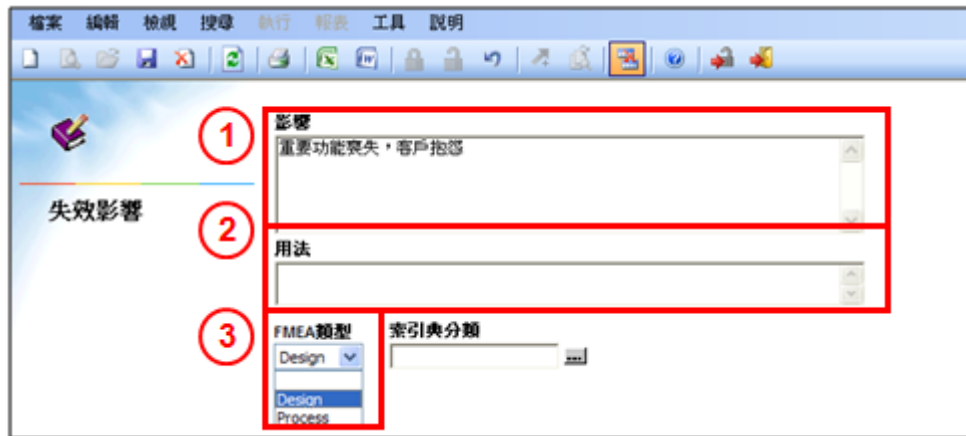 檔案 編輯 檢視 搜尋 執行 報表 工具 說明
失效影響
1
影響
重要功能喪失，客戶抱怨
2
用法
3
FMEA類型
Design
Design
Process
索引典分類